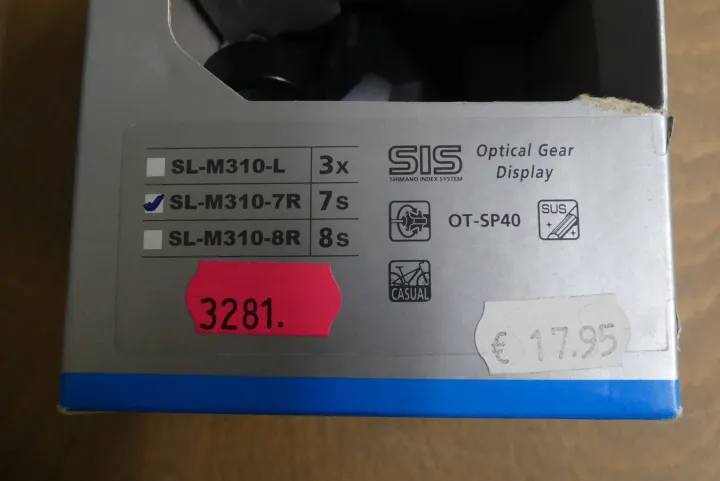 SL-M310-L 3x
SL-M310-7R 7s
SL-M310-8R 8s
SIS
SHIMANO INDEX SYSTEM
Optical Gear
Display
OT-SP40
SUS
CASUAL
3281.
€ 17.95